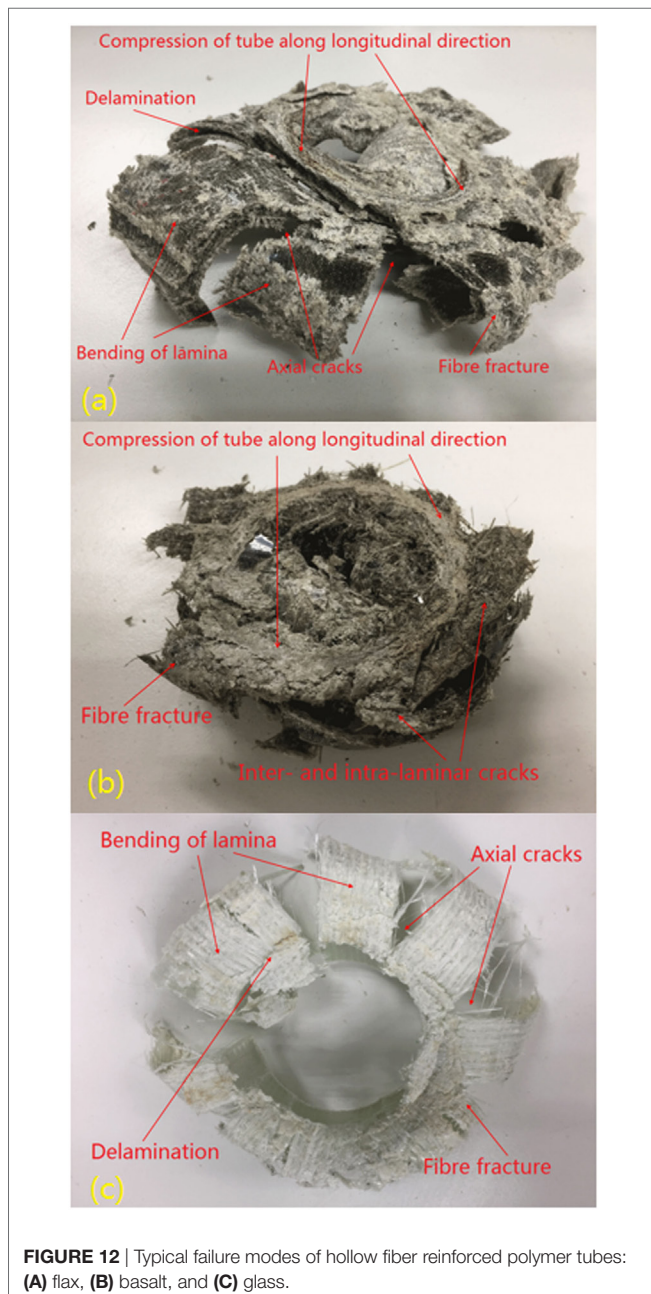 Compression of tube along longitudinal direction
Delamination
Bending of lamina
Axial cracks
Fibre fracture
(a)
Compression of tube along longitudinal direction
Fibre fracture
Inter- and intra-laminar cracks
(b)
Bending of lamina
Axial cracks
Delamination
Fibre fracture
(c)
FIGURE 12 | Typical failure modes of hollow fiber reinforced polymer tubes:
(A) flax, (B) basalt, and (C) glass.